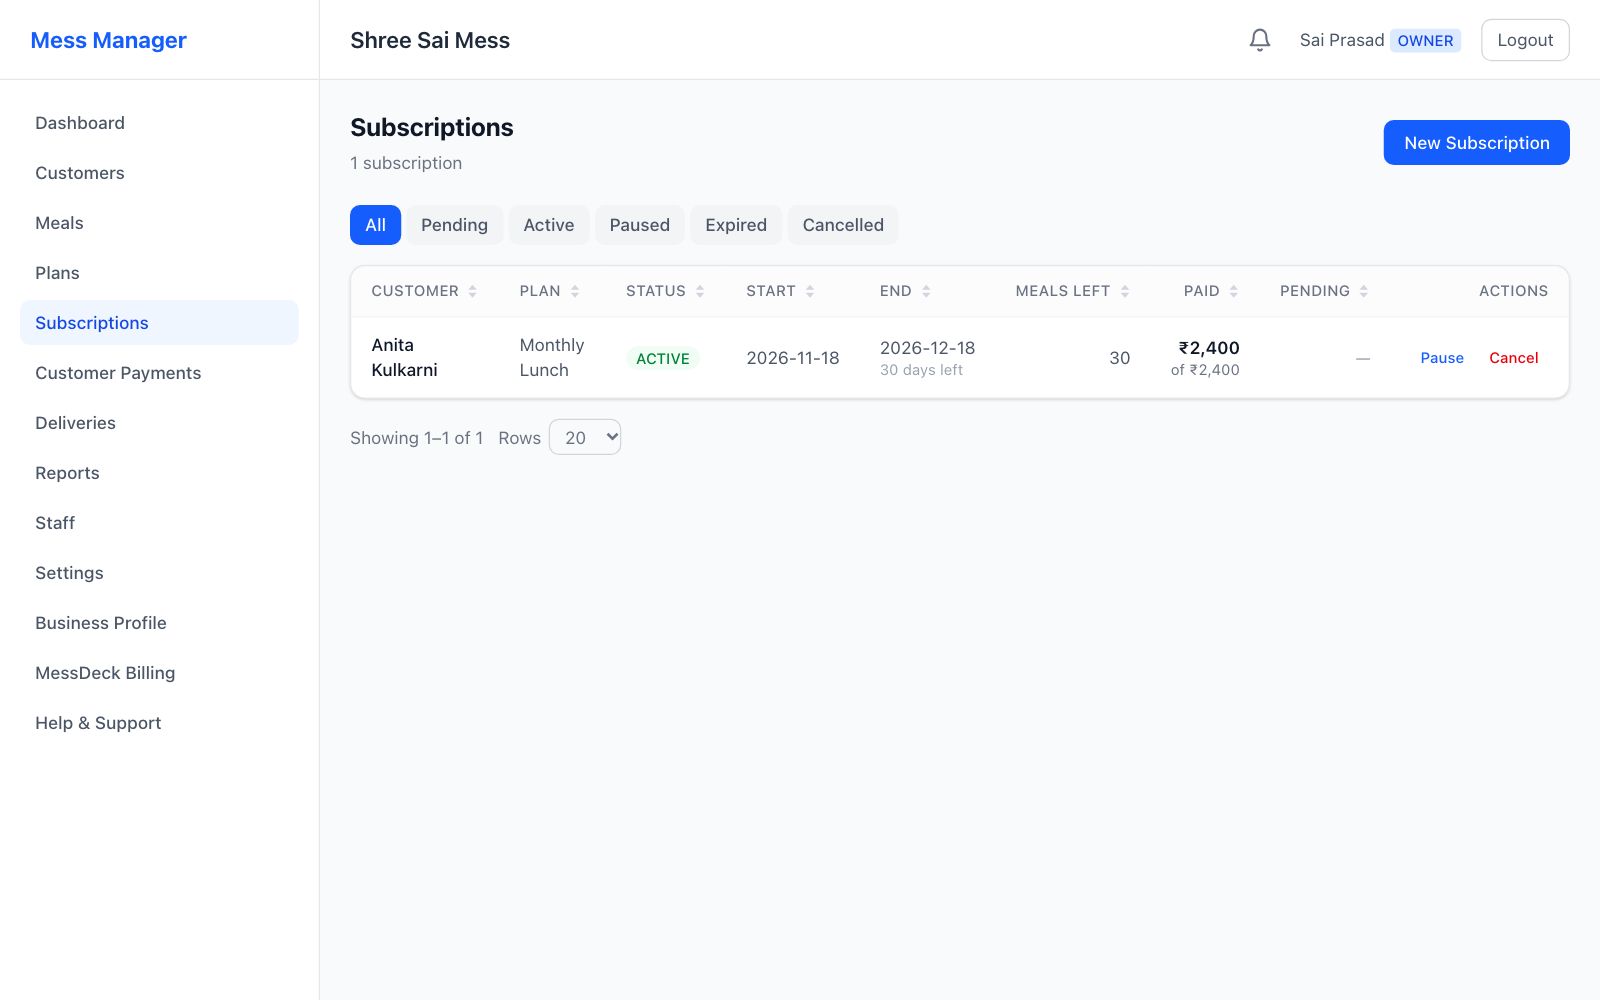 Mess Manager
Shree Sai Mess
Sai Prasad OWNER
Logout
Dashboard
Customers
Meals
Plans
Subscriptions
Customer Payments
Deliveries
Reports
Staff
Settings
Business Profile
MessDeck Billing
Help & Support
Subscriptions
1 subscription
New Subscription
All Pending Active Paused Expired Cancelled
CUSTOMER PLAN STATUS START END MEALS LEFT PAID PENDING ACTIONS
Anita
Kulkarni
Monthly
Lunch
ACTIVE
2026-11-18
2026-12-18
30 days left
30
₹2,400
of ₹2,400
—
Pause Cancel
Showing 1–1 of 1 Rows 20